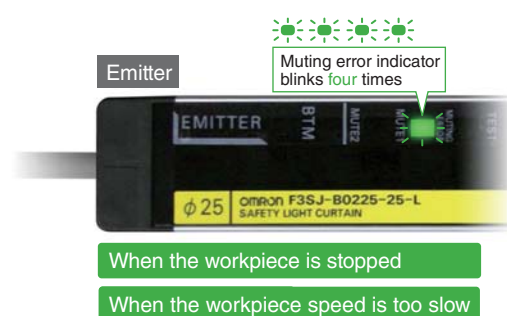 Emitter
Muting error indicator
blinks four times
EMITTER
BTM
MUTE2
MUTE1
MUTING
TEST
φ25
OMRON F3SJ-B0225-25-L
SAFETY LIGHT CURTAIN
When the workpiece is stopped
When the workpiece speed is too slow